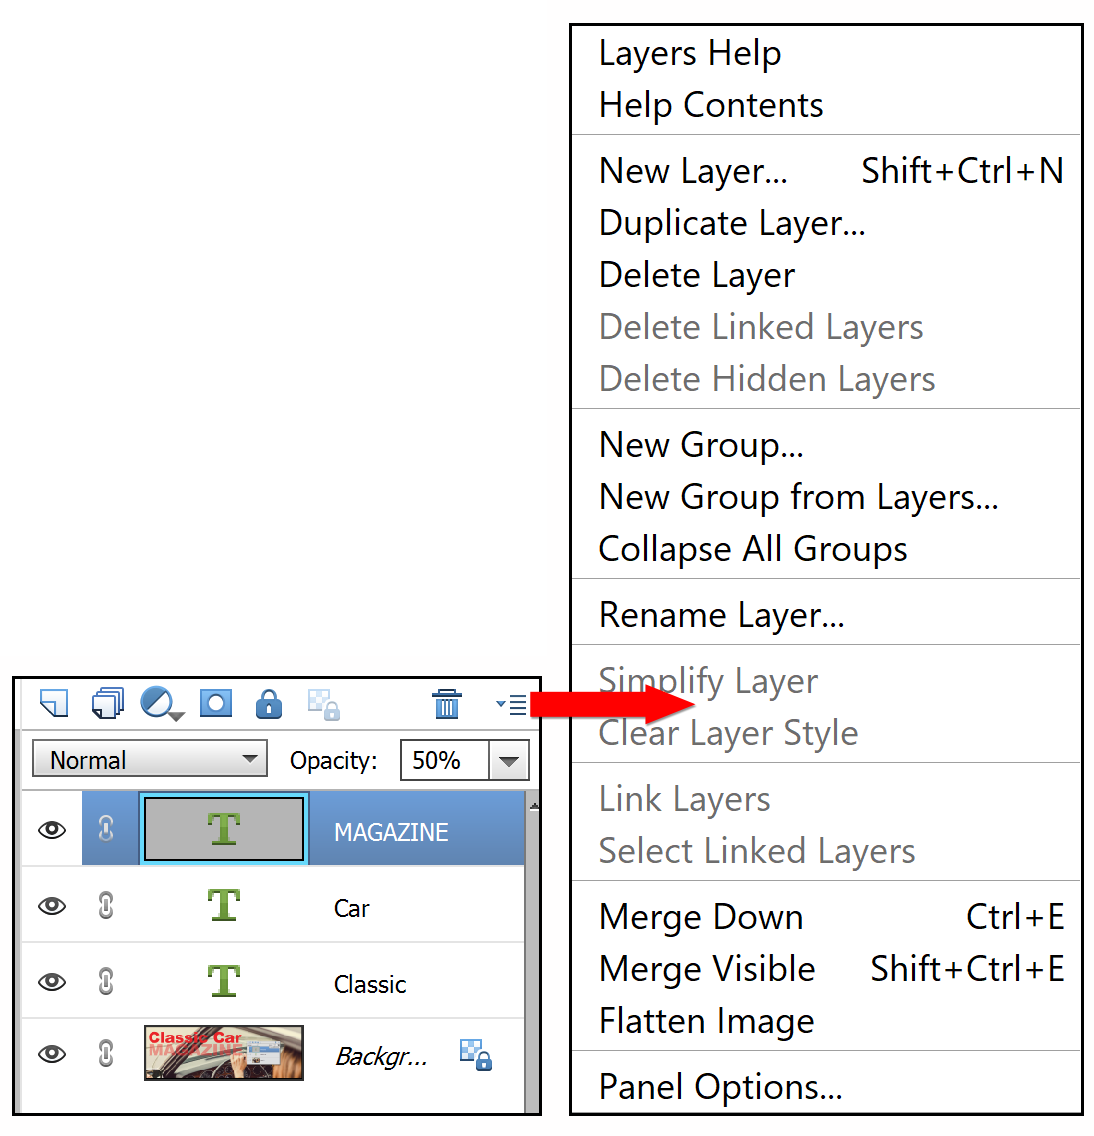 Layers Help
Help Contents
New Layer... Shift+Ctrl+N
Duplicate Layer...
Delete Layer
Delete Linked Layers
Delete Hidden Layers
New Group...
New Group from Layers...
Collapse All Groups
Rename Layer...
Simplify Layer
Clear Layer Style
Link Layers
Select Linked Layers
Merge Down Ctrl+E
Merge Visible Shift+Ctrl+E
Flatten Image
Panel Options...
Normal Opacity: 50%
T MAGAZINE
T Car
T Classic
Classic Car
MAGAZINE
Backgr...